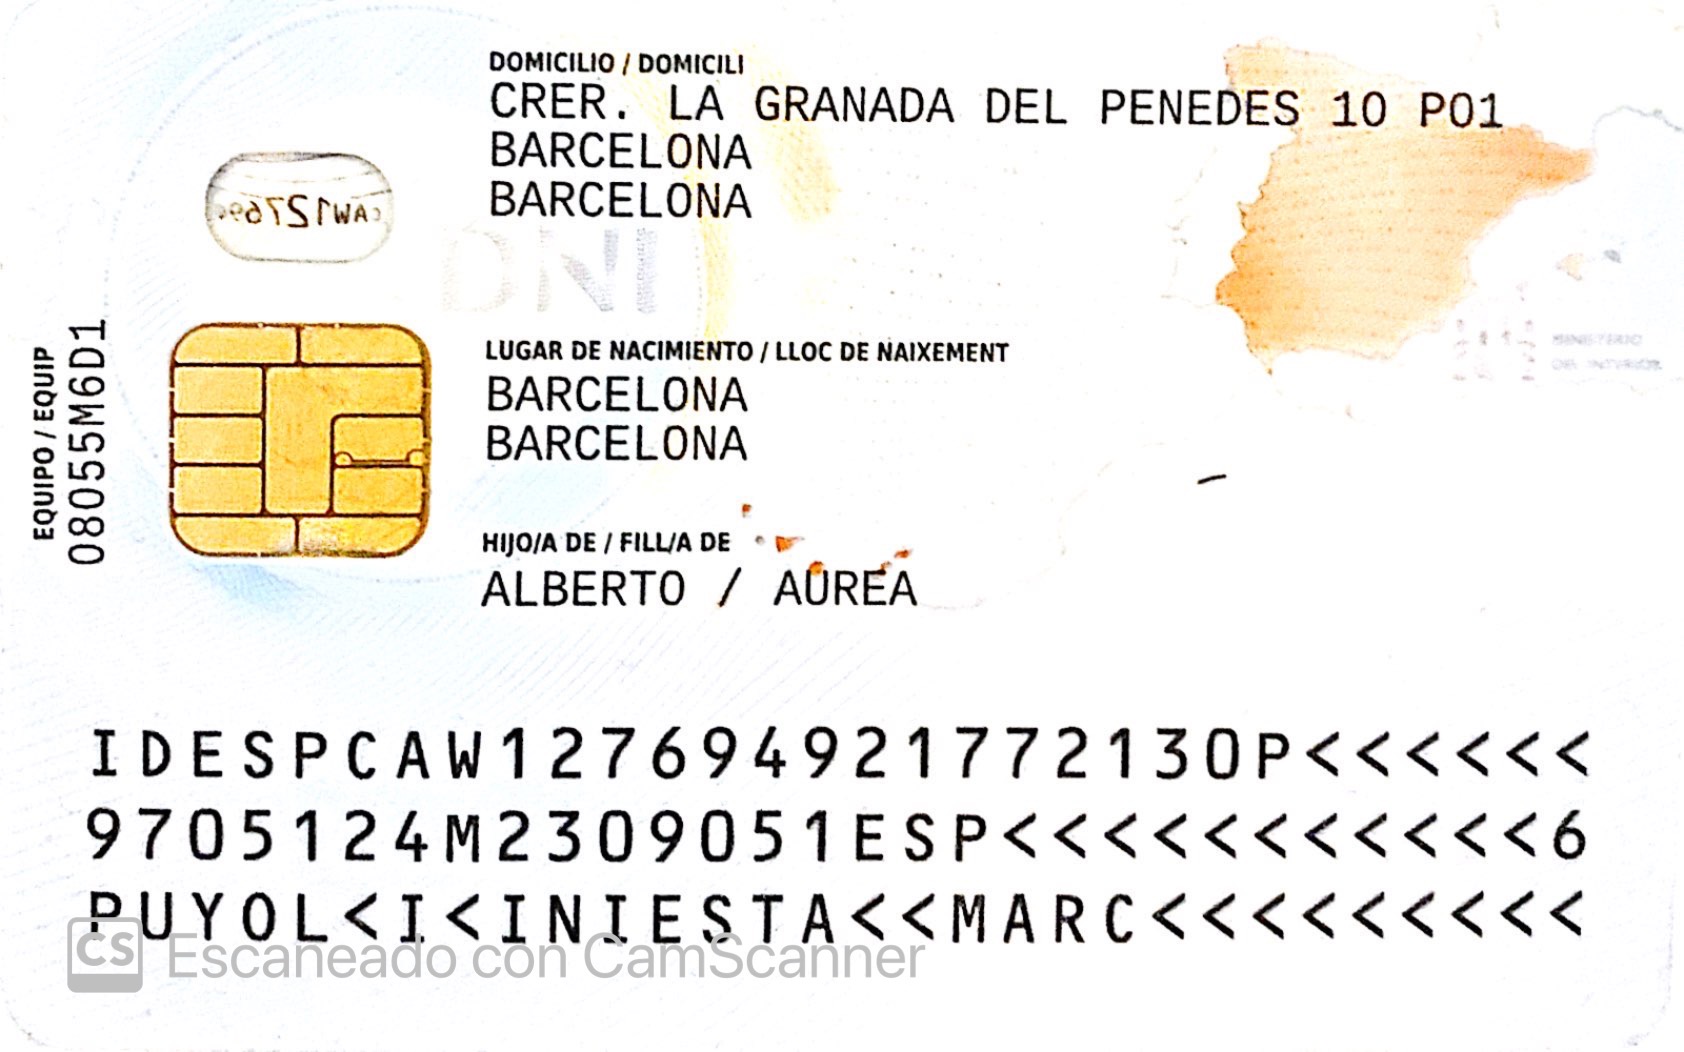 DOMICILIO / DOMICILI
CRER. LA GRANADA DEL PENEDES 10 P01
BARCELONA
BARCELONA
DNI
EQUIPO / EQUIP
08055M6D1
LUGAR DE NACIMIENTO / LLOC DE NAIXEMENT
BARCELONA
BARCELONA
MINISTERIO
DEL INTERIOR
HIJO/A DE / FILL/A DE
ALBERTO / AUREA
IDESPCAW127694921772130P<<<<<<
9705124M2309051ESP<<<<<<<<<<<6
PUYOL<I<INIESTA<<MARC<<<<<<<<<
CS Escaneado con CamScanner